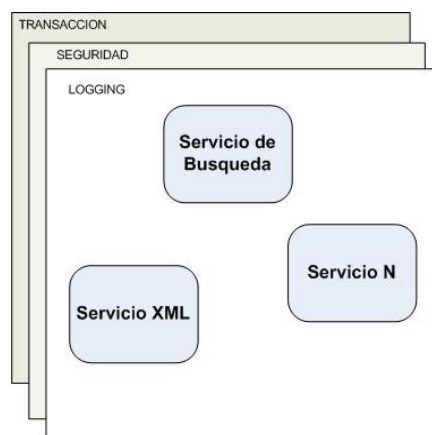 TRANSACCION
SEGURIDAD
LOGGING
Servicio de
Busqueda
Servicio N
Servicio XML